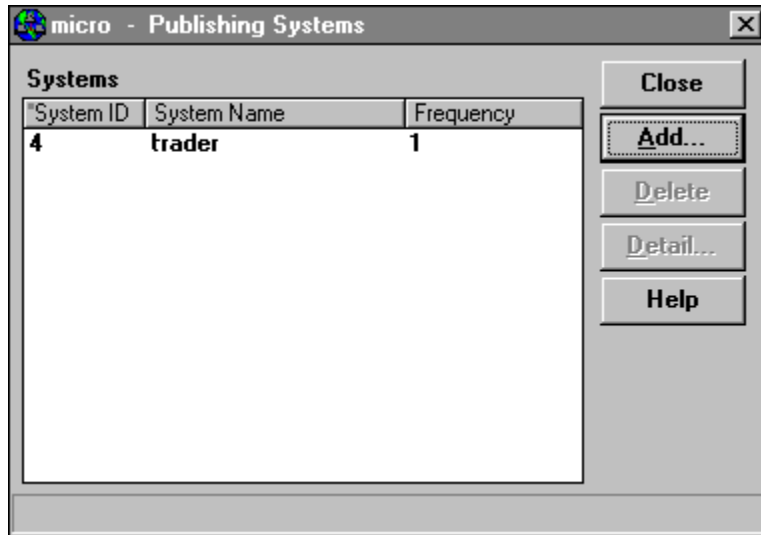 micro - Publishing Systems
Systems
Close
"System ID System Name Frequency
4 trader 1
Add...
Delete
Detail...
Help